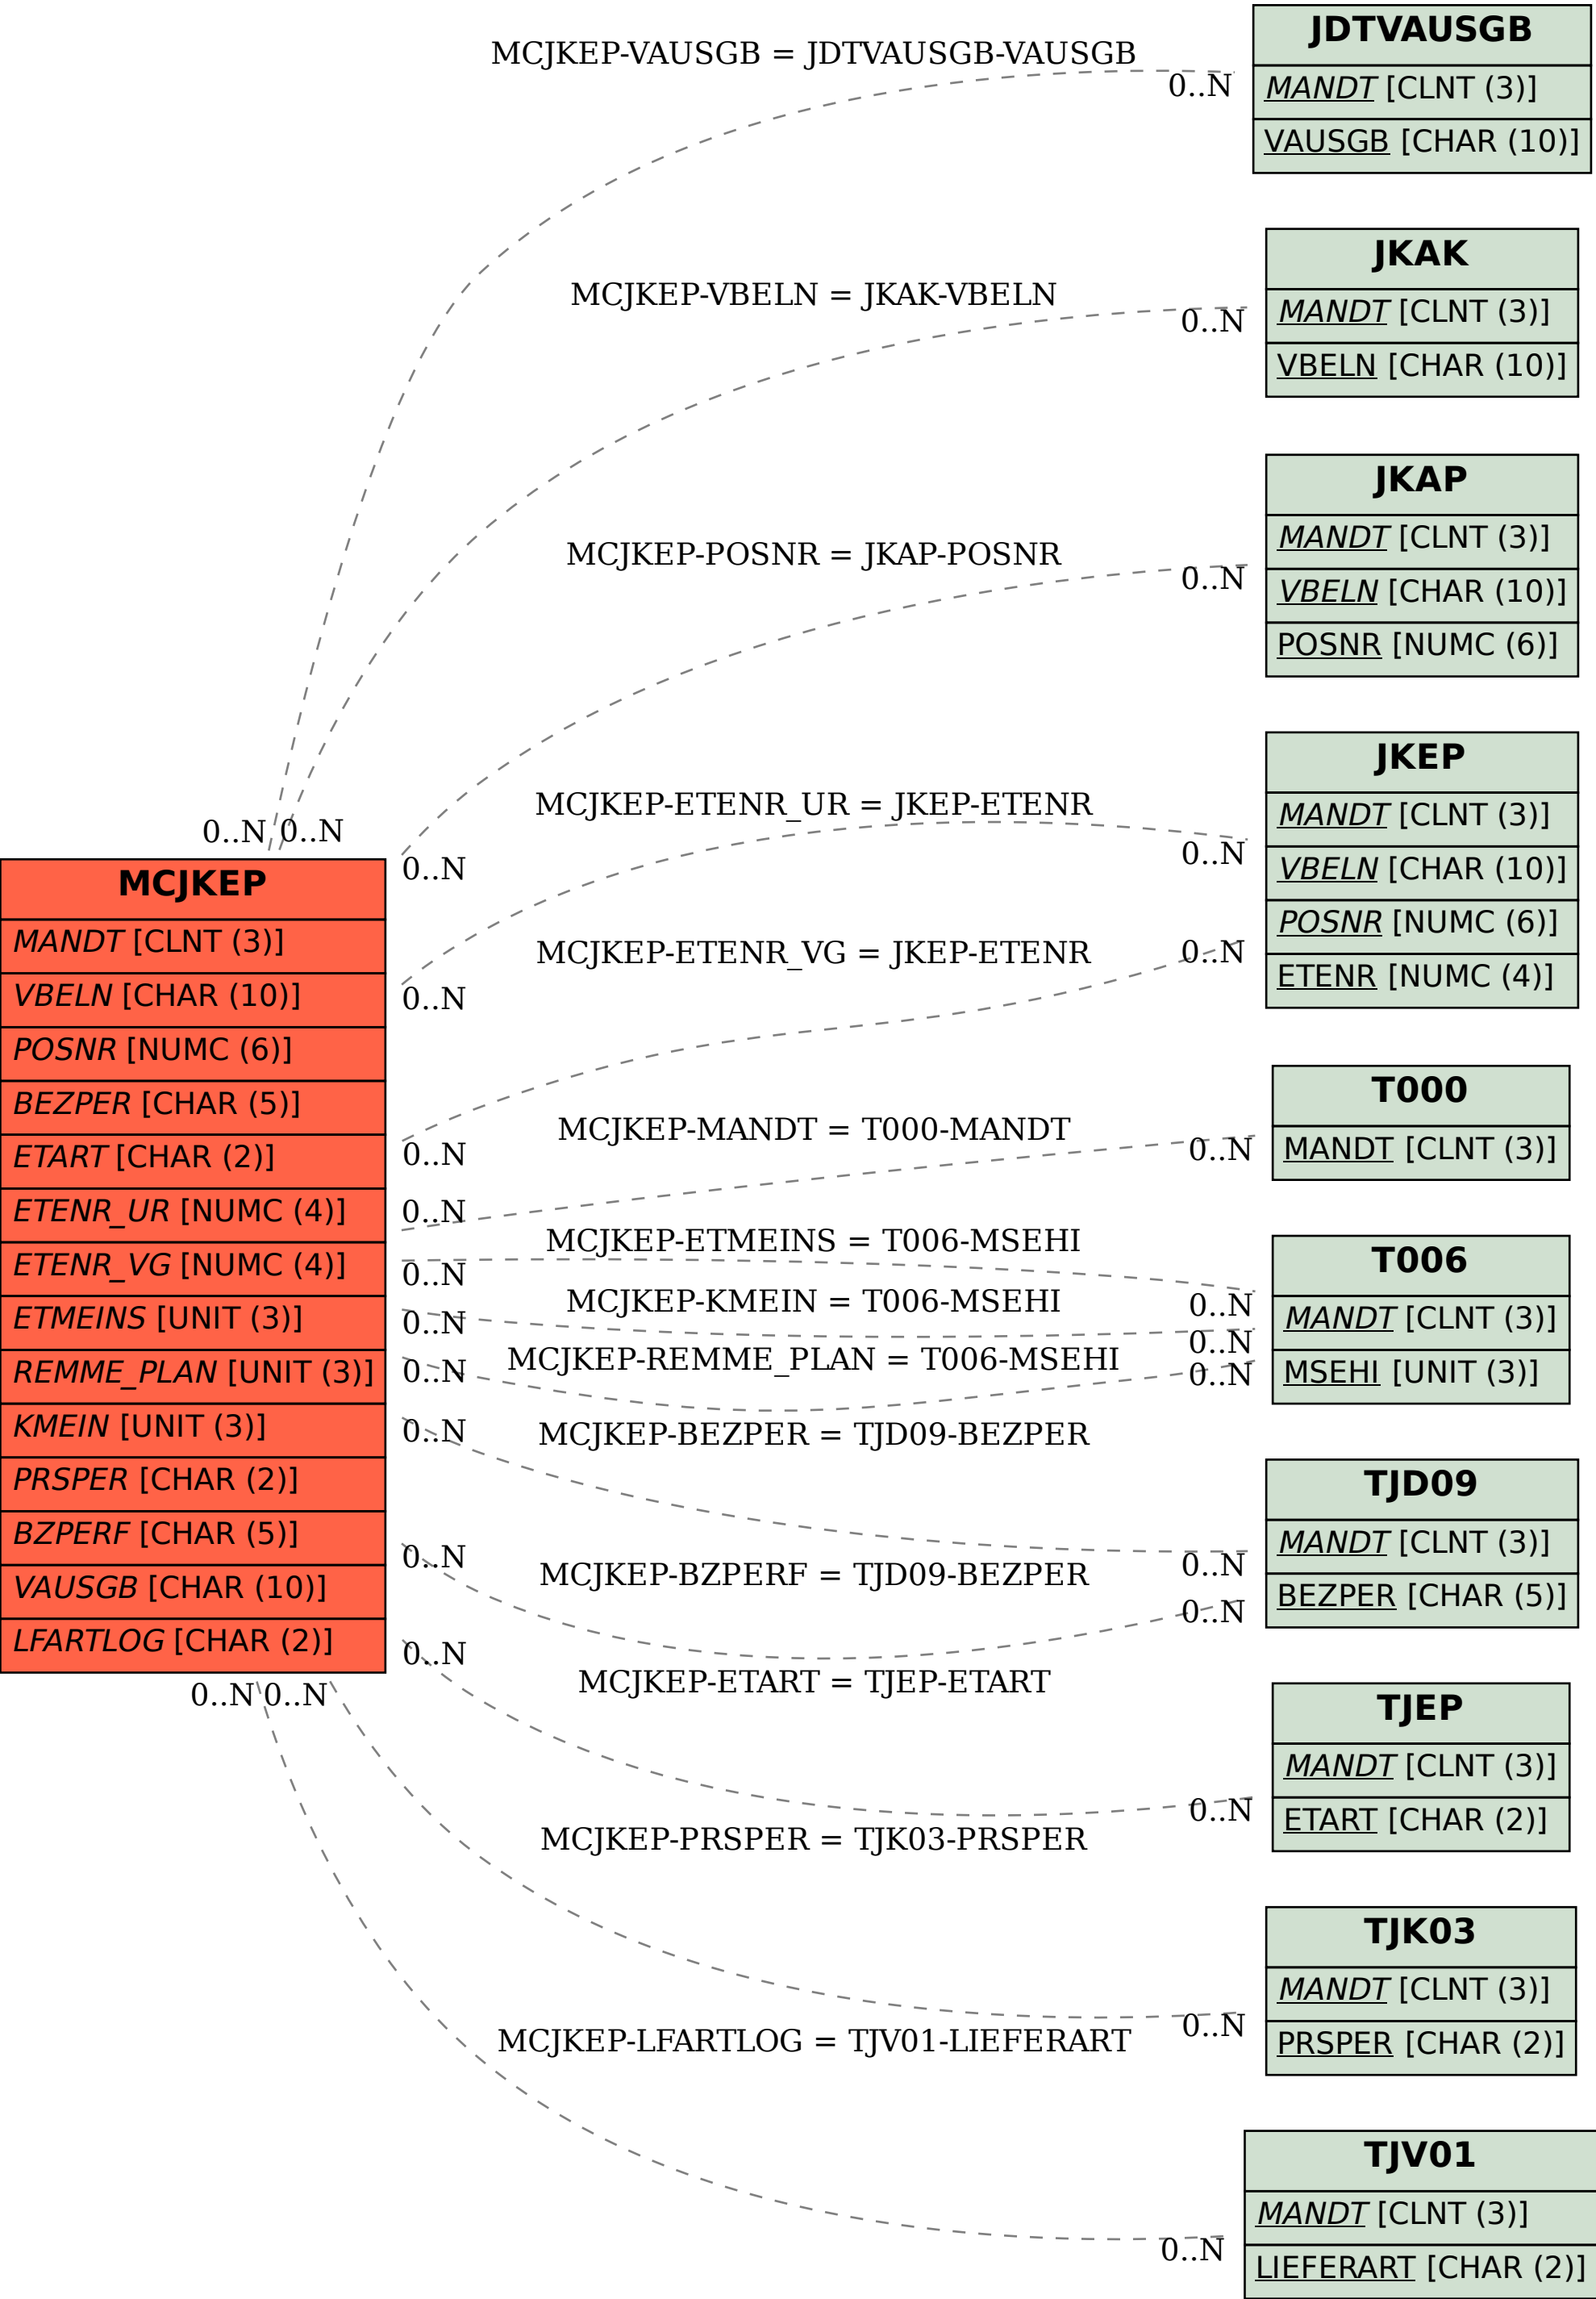 MCJKEP-VAUSGB = JDTVAUSGB-VAUSGB
0..N
JDTVAUSGB
MANDT [CLNT (3)]
VAUSGB [CHAR (10)]
MCJKEP-VBELN = JKAK-VBELN
0..N
JKAK
MANDT [CLNT (3)]
VBELN [CHAR (10)]
MCJKEP-POSNR = JKAP-POSNR
0..N
JKAP
MANDT [CLNT (3)]
VBELN [CHAR (10)]
POSNR [NUMC (6)]
MCJKEP-ETENR_UR = JKEP-ETENR
0..N
MCJKEP-ETENR_VG = JKEP-ETENR
0..N
JKEP
MANDT [CLNT (3)]
VBELN [CHAR (10)]
POSNR [NUMC (6)]
ETENR [NUMC (4)]
0..N
0..N
0..N
0..N
0..N
0..N
0..N
0..N
0..N
0..N
0..N
0..N
0..N
0..N
MCJKEP
MANDT [CLNT (3)]
VBELN [CHAR (10)]
POSNR [NUMC (6)]
BEZPER [CHAR (5)]
ETART [CHAR (2)]
ETENR_UR [NUMC (4)]
ETENR_VG [NUMC (4)]
ETMEINS [UNIT (3)]
REMME_PLAN [UNIT (3)]
KMEIN [UNIT (3)]
PRSPER [CHAR (2)]
BZPERF [CHAR (5)]
VAUSGB [CHAR (10)]
LFARTLOG [CHAR (2)]
MCJKEP-MANDT = T000-MANDT
0..N
T000
MANDT [CLNT (3)]
MCJKEP-ETMEINS = T006-MSEHI
0..N
MCJKEP-KMEIN = T006-MSEHI
0..N
MCJKEP-REMME_PLAN = T006-MSEHI
0..N
T006
MANDT [CLNT (3)]
MSEHI [UNIT (3)]
MCJKEP-BEZPER = TJD09-BEZPER
0..N
MCJKEP-BZPERF = TJD09-BEZPER
0..N
TJD09
MANDT [CLNT (3)]
BEZPER [CHAR (5)]
MCJKEP-ETART = TJEP-ETART
0..N
TJEP
MANDT [CLNT (3)]
ETART [CHAR (2)]
MCJKEP-PRSPER = TJK03-PRSPER
0..N
TJK03
MANDT [CLNT (3)]
PRSPER [CHAR (2)]
MCJKEP-LFARTLOG = TJV01-LIEFERART
0..N
TJV01
MANDT [CLNT (3)]
LIEFERART [CHAR (2)]